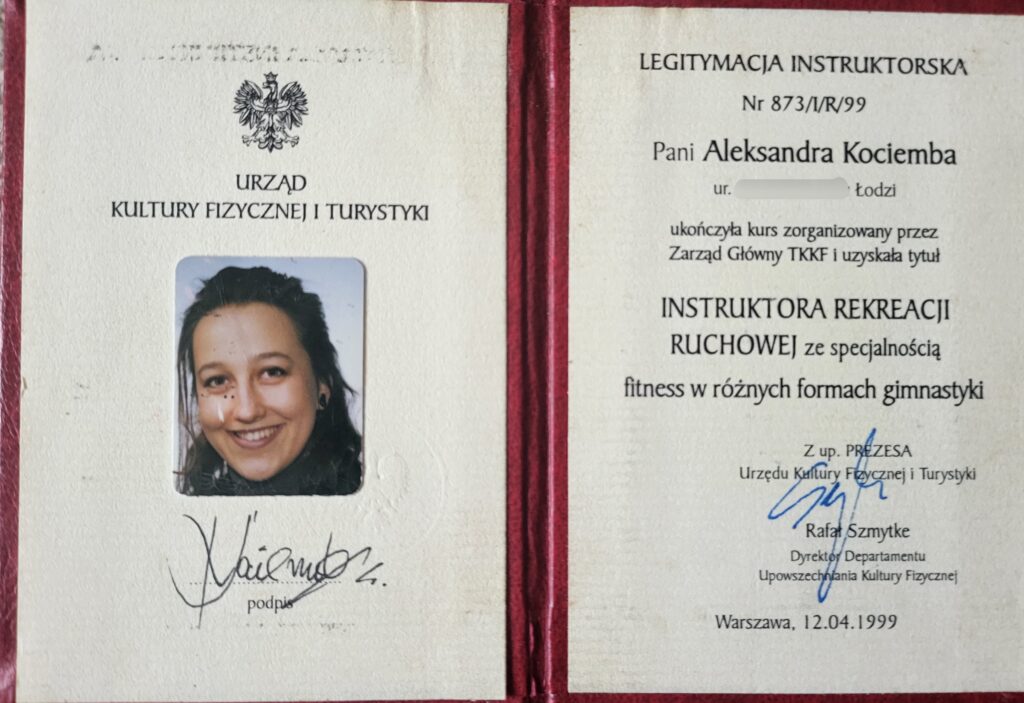 URZĄD
KULTURY FIZYCZNEJ I TURYSTYKI
podpis
LEGITYMACJA INSTRUKTORSKA
Nr 873/I/R/99
Pani Aleksandra Kociemba
ur. Łodzi
ukończyła kurs zorganizowany przez
Zarząd Główny TKKF i uzyskała tytuł
INSTRUKTORA REKREACJI
RUCHOWEJ ze specjalnością
fitness w różnych formach gimnastyki
Z up. PREZESA
Urzędu Kultury Fizycznej i Turystyki
Rafał Szmytke
Dyrektor Departamentu
Upowszechniania Kultury Fizycznej
Warszawa, 12.04.1999